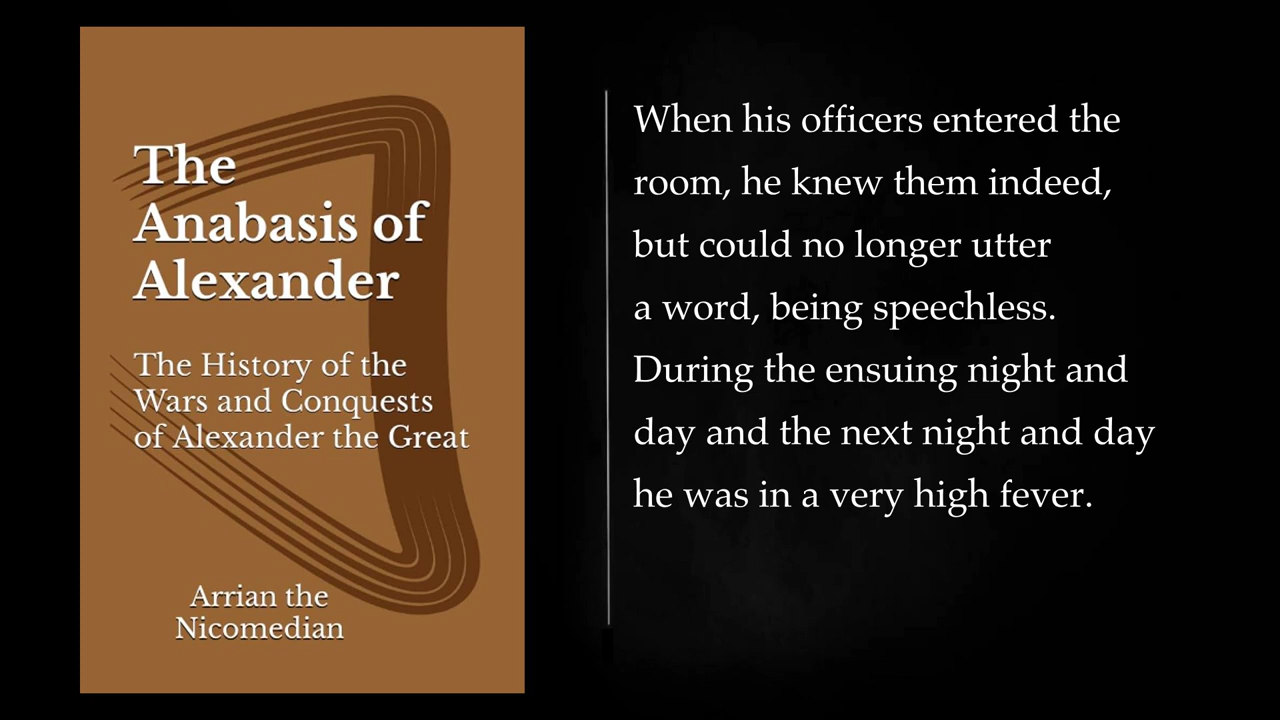 The
Anabasis of
Alexander
The History of the
Wars and Conquests
of Alexander the Great
Arrian the
Nicomedian
When his officers entered the
room, he knew them indeed,
but could no longer utter
a word, being speechless.
During the ensuing night and
day and the next night and day
he was in a very high fever.